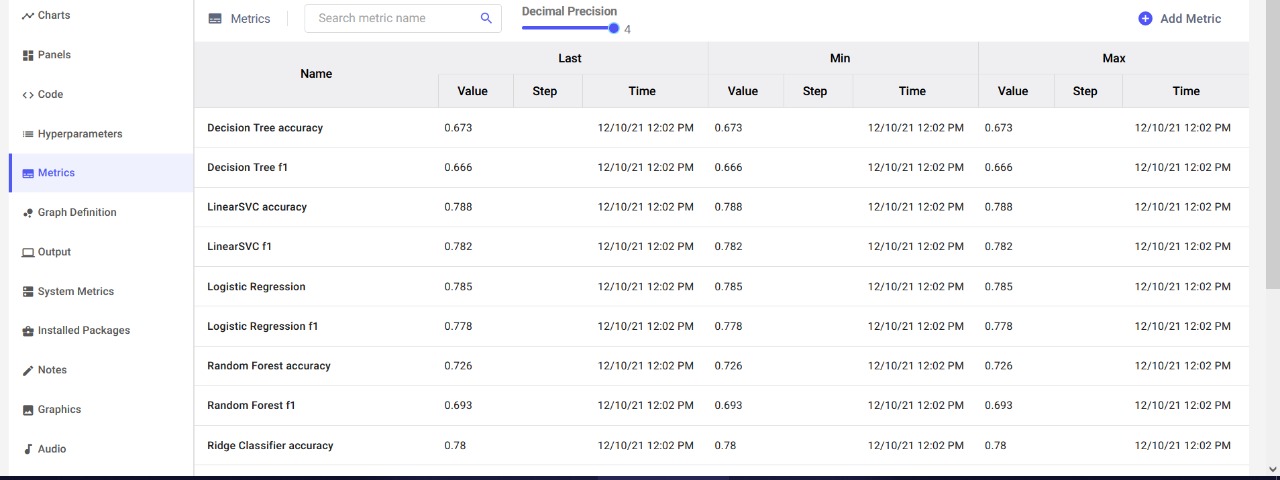 Charts
Panels
Code
Hyperparameters
Metrics
Graph Definition
Output
System Metrics
Installed Packages
Notes
Graphics
Audio
Metrics Search metric name Decimal Precision 4 Add Metric
Name Last Min Max
Value Step Time Value Step Time Value Step Time
Decision Tree accuracy 0.673 12/10/21 12:02 PM 0.673 12/10/21 12:02 PM 0.673 12/10/21 12:02 PM
Decision Tree f1 0.666 12/10/21 12:02 PM 0.666 12/10/21 12:02 PM 0.666 12/10/21 12:02 PM
LinearSVC accuracy 0.788 12/10/21 12:02 PM 0.788 12/10/21 12:02 PM 0.788 12/10/21 12:02 PM
LinearSVC f1 0.782 12/10/21 12:02 PM 0.782 12/10/21 12:02 PM 0.782 12/10/21 12:02 PM
Logistic Regression 0.785 12/10/21 12:02 PM 0.785 12/10/21 12:02 PM 0.785 12/10/21 12:02 PM
Logistic Regression f1 0.778 12/10/21 12:02 PM 0.778 12/10/21 12:02 PM 0.778 12/10/21 12:02 PM
Random Forest accuracy 0.726 12/10/21 12:02 PM 0.726 12/10/21 12:02 PM 0.726 12/10/21 12:02 PM
Random Forest f1 0.693 12/10/21 12:02 PM 0.693 12/10/21 12:02 PM 0.693 12/10/21 12:02 PM
Ridge Classifier accuracy 0.78 12/10/21 12:02 PM 0.78 12/10/21 12:02 PM 0.78 12/10/21 12:02 PM